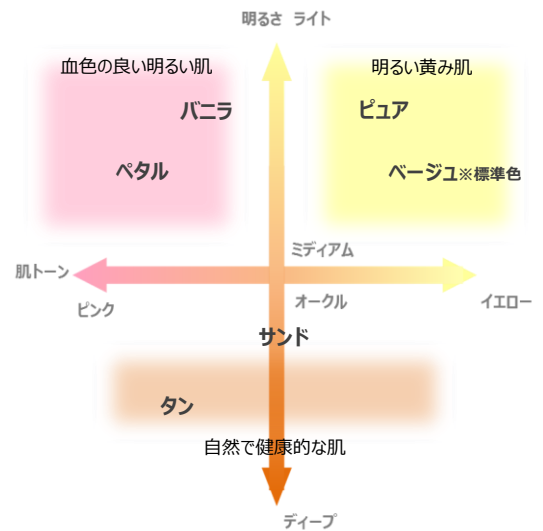 明るさ ライト
血色の良い明るい肌
明るい黄み肌
バニラ
ピュア
ペタル
ベージュ※標準色
ミディアム
肌トーン
ピンク
オークル
イエロー
サンド
タン
自然で健康的な肌
ディープ